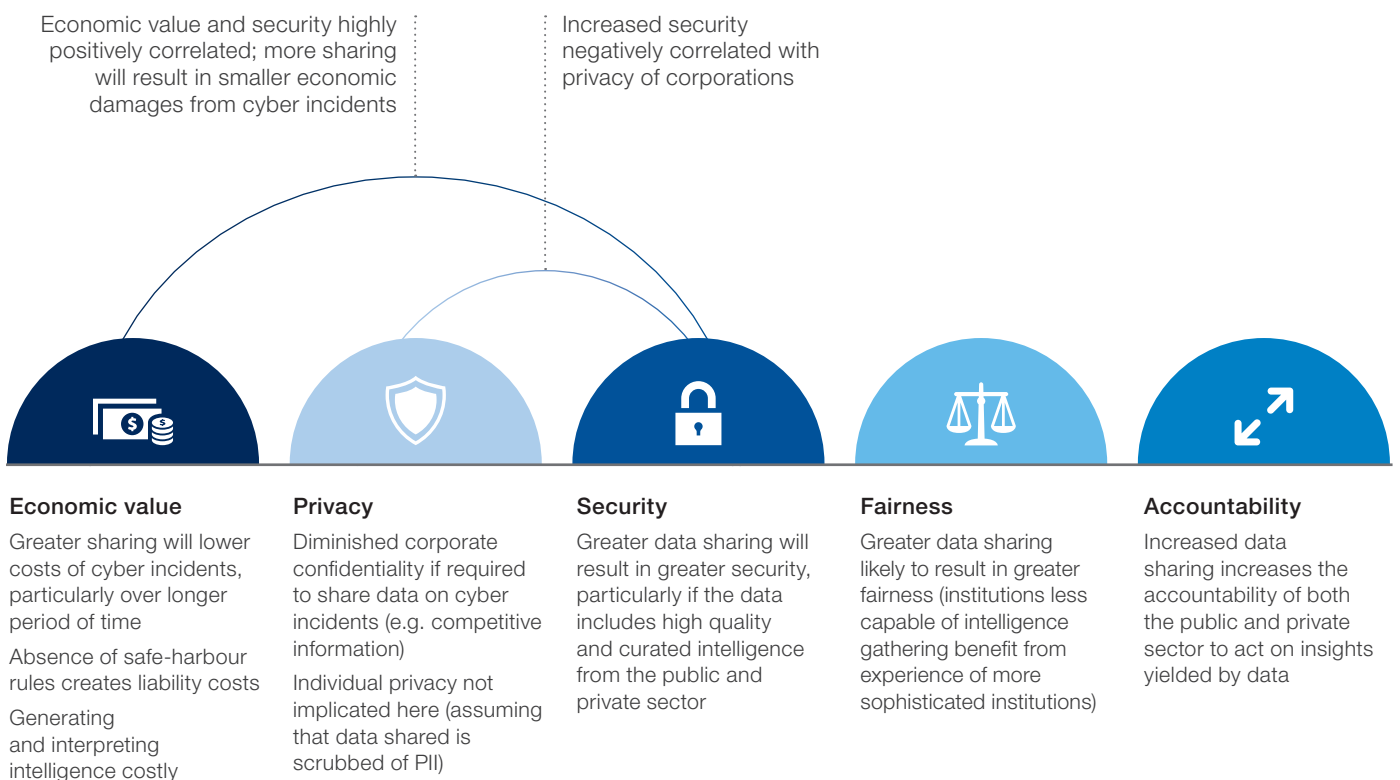 Economic value and security highly
positively correlated; more sharing
will result in smaller economic
damages from cyber incidents
Increased security
negatively correlated with
privacy of corporations
$
$
Economic value
Greater sharing will lower
costs of cyber incidents,
particularly over longer
period of time
Absence of safe-harbour
rules creates liability costs
Generating
and interpreting
intelligence costly
Privacy
Diminished corporate
confidentiality if required
to share data on cyber
incidents (e.g. competitive
information)
Individual privacy not
implicated here (assuming
that data shared is
scrubbed of PII)
Security
Greater data sharing will
result in greater security,
particularly if the data
includes high quality
and curated intelligence
from the public and
private sector
Fairness
Greater data sharing
likely to result in greater
fairness (institutions less
capable of intelligence
gathering benefit from
experience of more
sophisticated institutions)
Accountability
Increased data
sharing increases the
accountability of both
the public and private
sector to act on insights
yielded by data